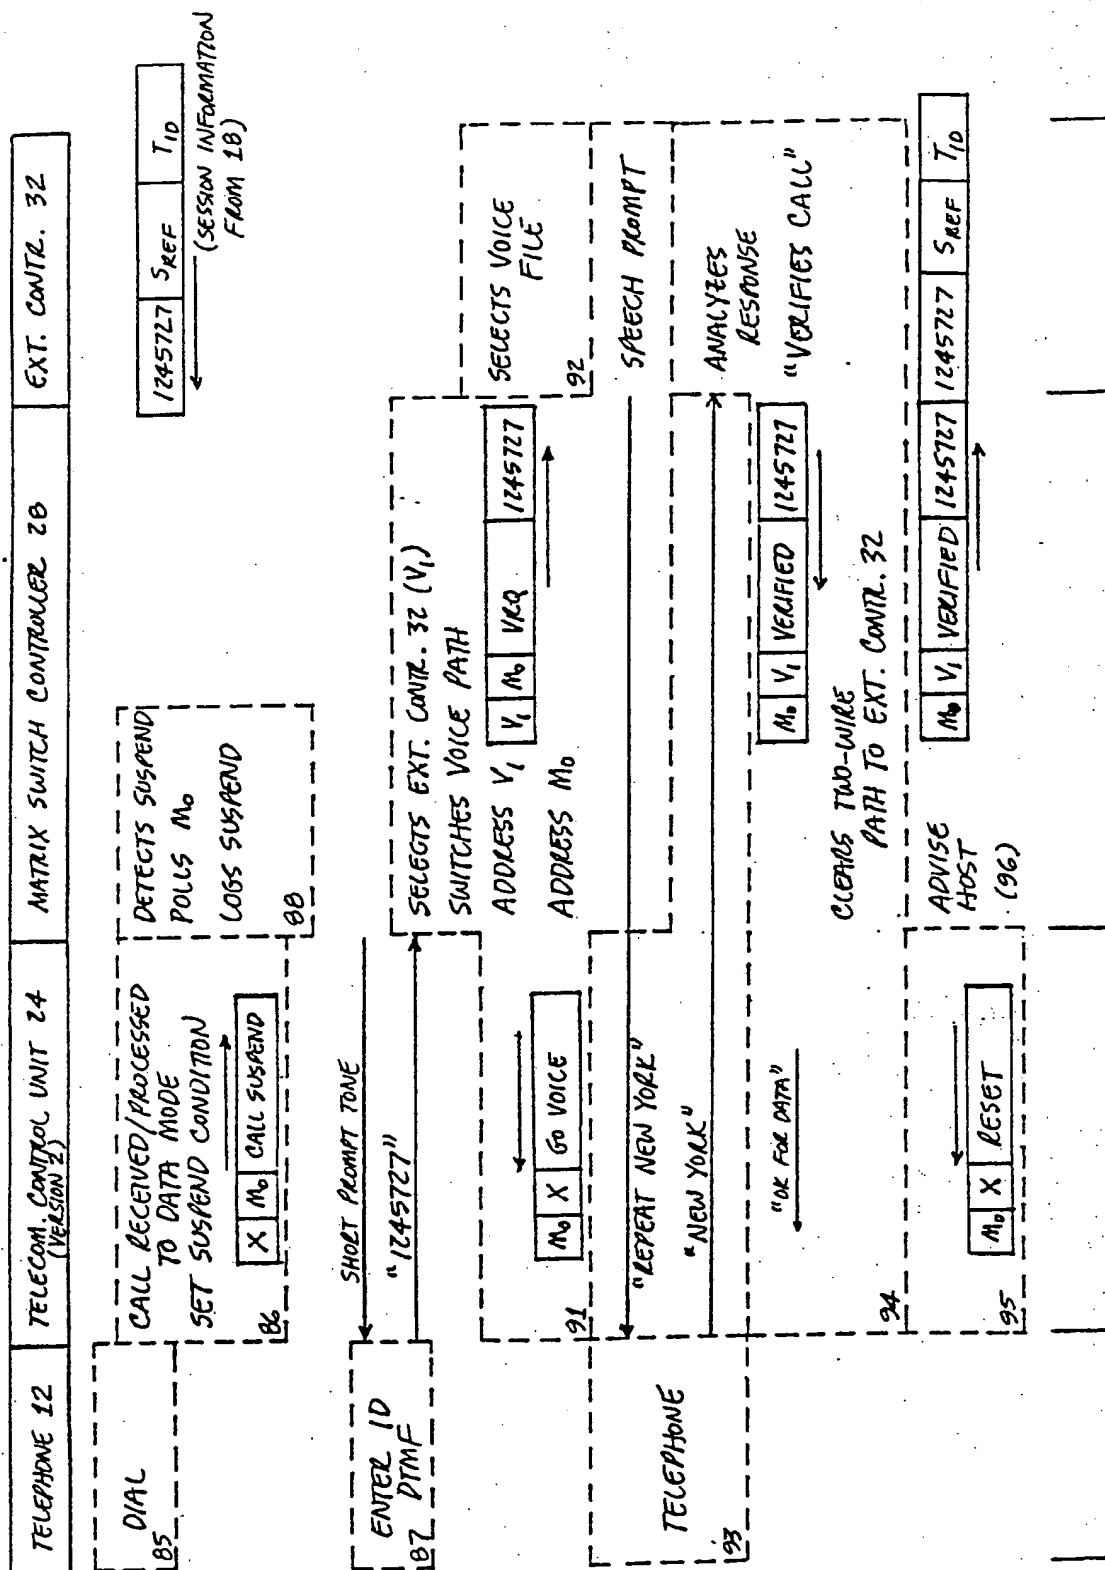 TELEPHONE 12
TELECOM. CONTROL UNIT 24
(VERSION 2)
MATRIX SWITCH CONTROLLER 28
EXT. CONTR. 32
DIAL
85
CALL RECEIVED/PROCESSED
TO DATA MODE
SET SUSPEND CONDITION
X M₀ CALL SUSPEND
86
DETECTS SUSPEND
POLLS M₀
LOGS SUSPEND
88
1245727 SREF TID
(SESSION INFORMATION
FROM 18)
SHORT PROMPT TONE
ENTER ID
DTMF
87
"1245727"
SELECTS EXT. CONTR. 32 (V₁)
SWITCHES VOICE PATH
ADDRESS V₁
V₁ M₀ VRQ 1245727
ADDRESS M₀
SELECTS VOICE
FILE
92
M₀ X GO VOICE
91
"REPEAT NEW YORK"
SPEECH PROMPT
TELEPHONE
93
"NEW YORK"
ANALYZES
RESPONSE
"VERIFIES CALL"
M₀ V₁ VERIFIED 1245727
"OK FOR DATA"
CLEARS TWO-WIRE
PATH TO EXT. CONTR. 32
94
ADVISE
HOST
(96)
M₀ V₁ VERIFIED 1245727 1245727 SREF TID
M₀ X RESET
95